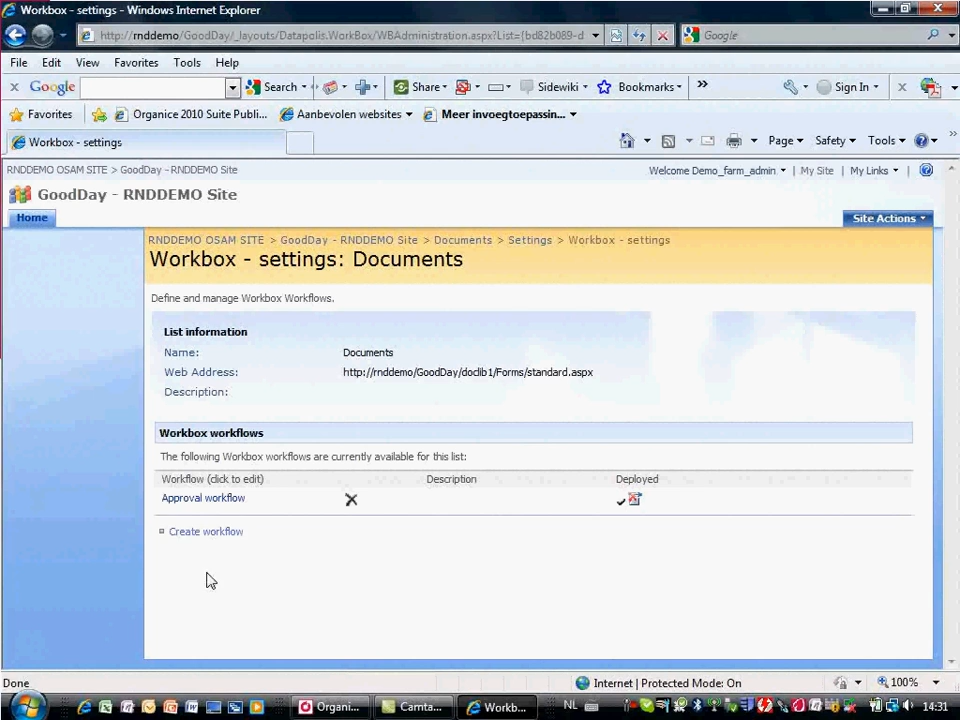 Workbox - settings - Windows Internet Explorer
http://rnddemo/GoodDay/_layouts/Datapolis.WorkBox/WBAdministration.aspx?List={bd82b089-d
Google
File Edit View Favorites Tools Help
Google Search Share Sidewiki Bookmarks Sign In
Favorites Organice 2010 Suite Publi... Aanbevolen websites Meer invoegtoepassin...
Workbox - settings Page Safety Tools
RNDDEMO OSAM SITE > GoodDay - RNDDEMO Site Welcome Demo_farm_admin | My Site | My Links
GoodDay - RNDDEMO Site
Home Site Actions
RNDDEMO OSAM SITE > GoodDay - RNDDEMO Site > Documents > Settings > Workbox - settings
Workbox - settings: Documents
Define and manage Workbox Workflows.
List information
Name: Documents
Web Address: http://rnddemo/GoodDay/doclib1/Forms/standard.aspx
Description:
Workbox workflows
The following Workbox workflows are currently available for this list:
Workflow (click to edit) Description Deployed
Approval workflow
Create workflow
Done Internet | Protected Mode: On 100%
Organi... Camta... Workb... NL 14:31